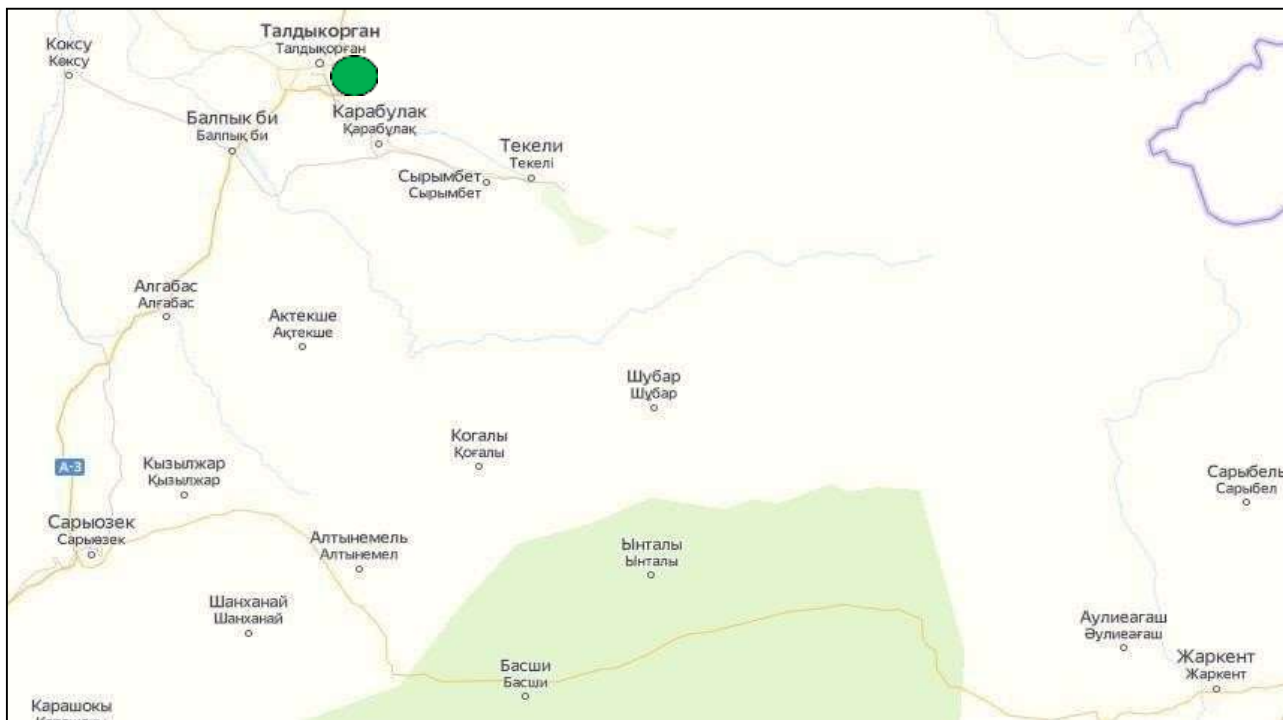 Талдыкорган
Талдықорған
Коксу
Көксу
Балпык би
Балпық би
Карабулак
Қарабұлақ
Текели
Текелі
Сырымбет
Сырымбет
Алгабас
Алғабас
Актекше
Ақтекше
Шубар
Шұбар
Когалы
Қоғалы
А-3
Кызылжар
Қызылжар
Сарыбель
Сарыбел
Сарыозек
Сарыөзек
Алтынемель
Алтынемел
Ынталы
Ынталы
Шанханай
Шанханай
Аулиеагаш
Әулиеағаш
Басши
Басши
Жаркент
Жаркент
Карашокы